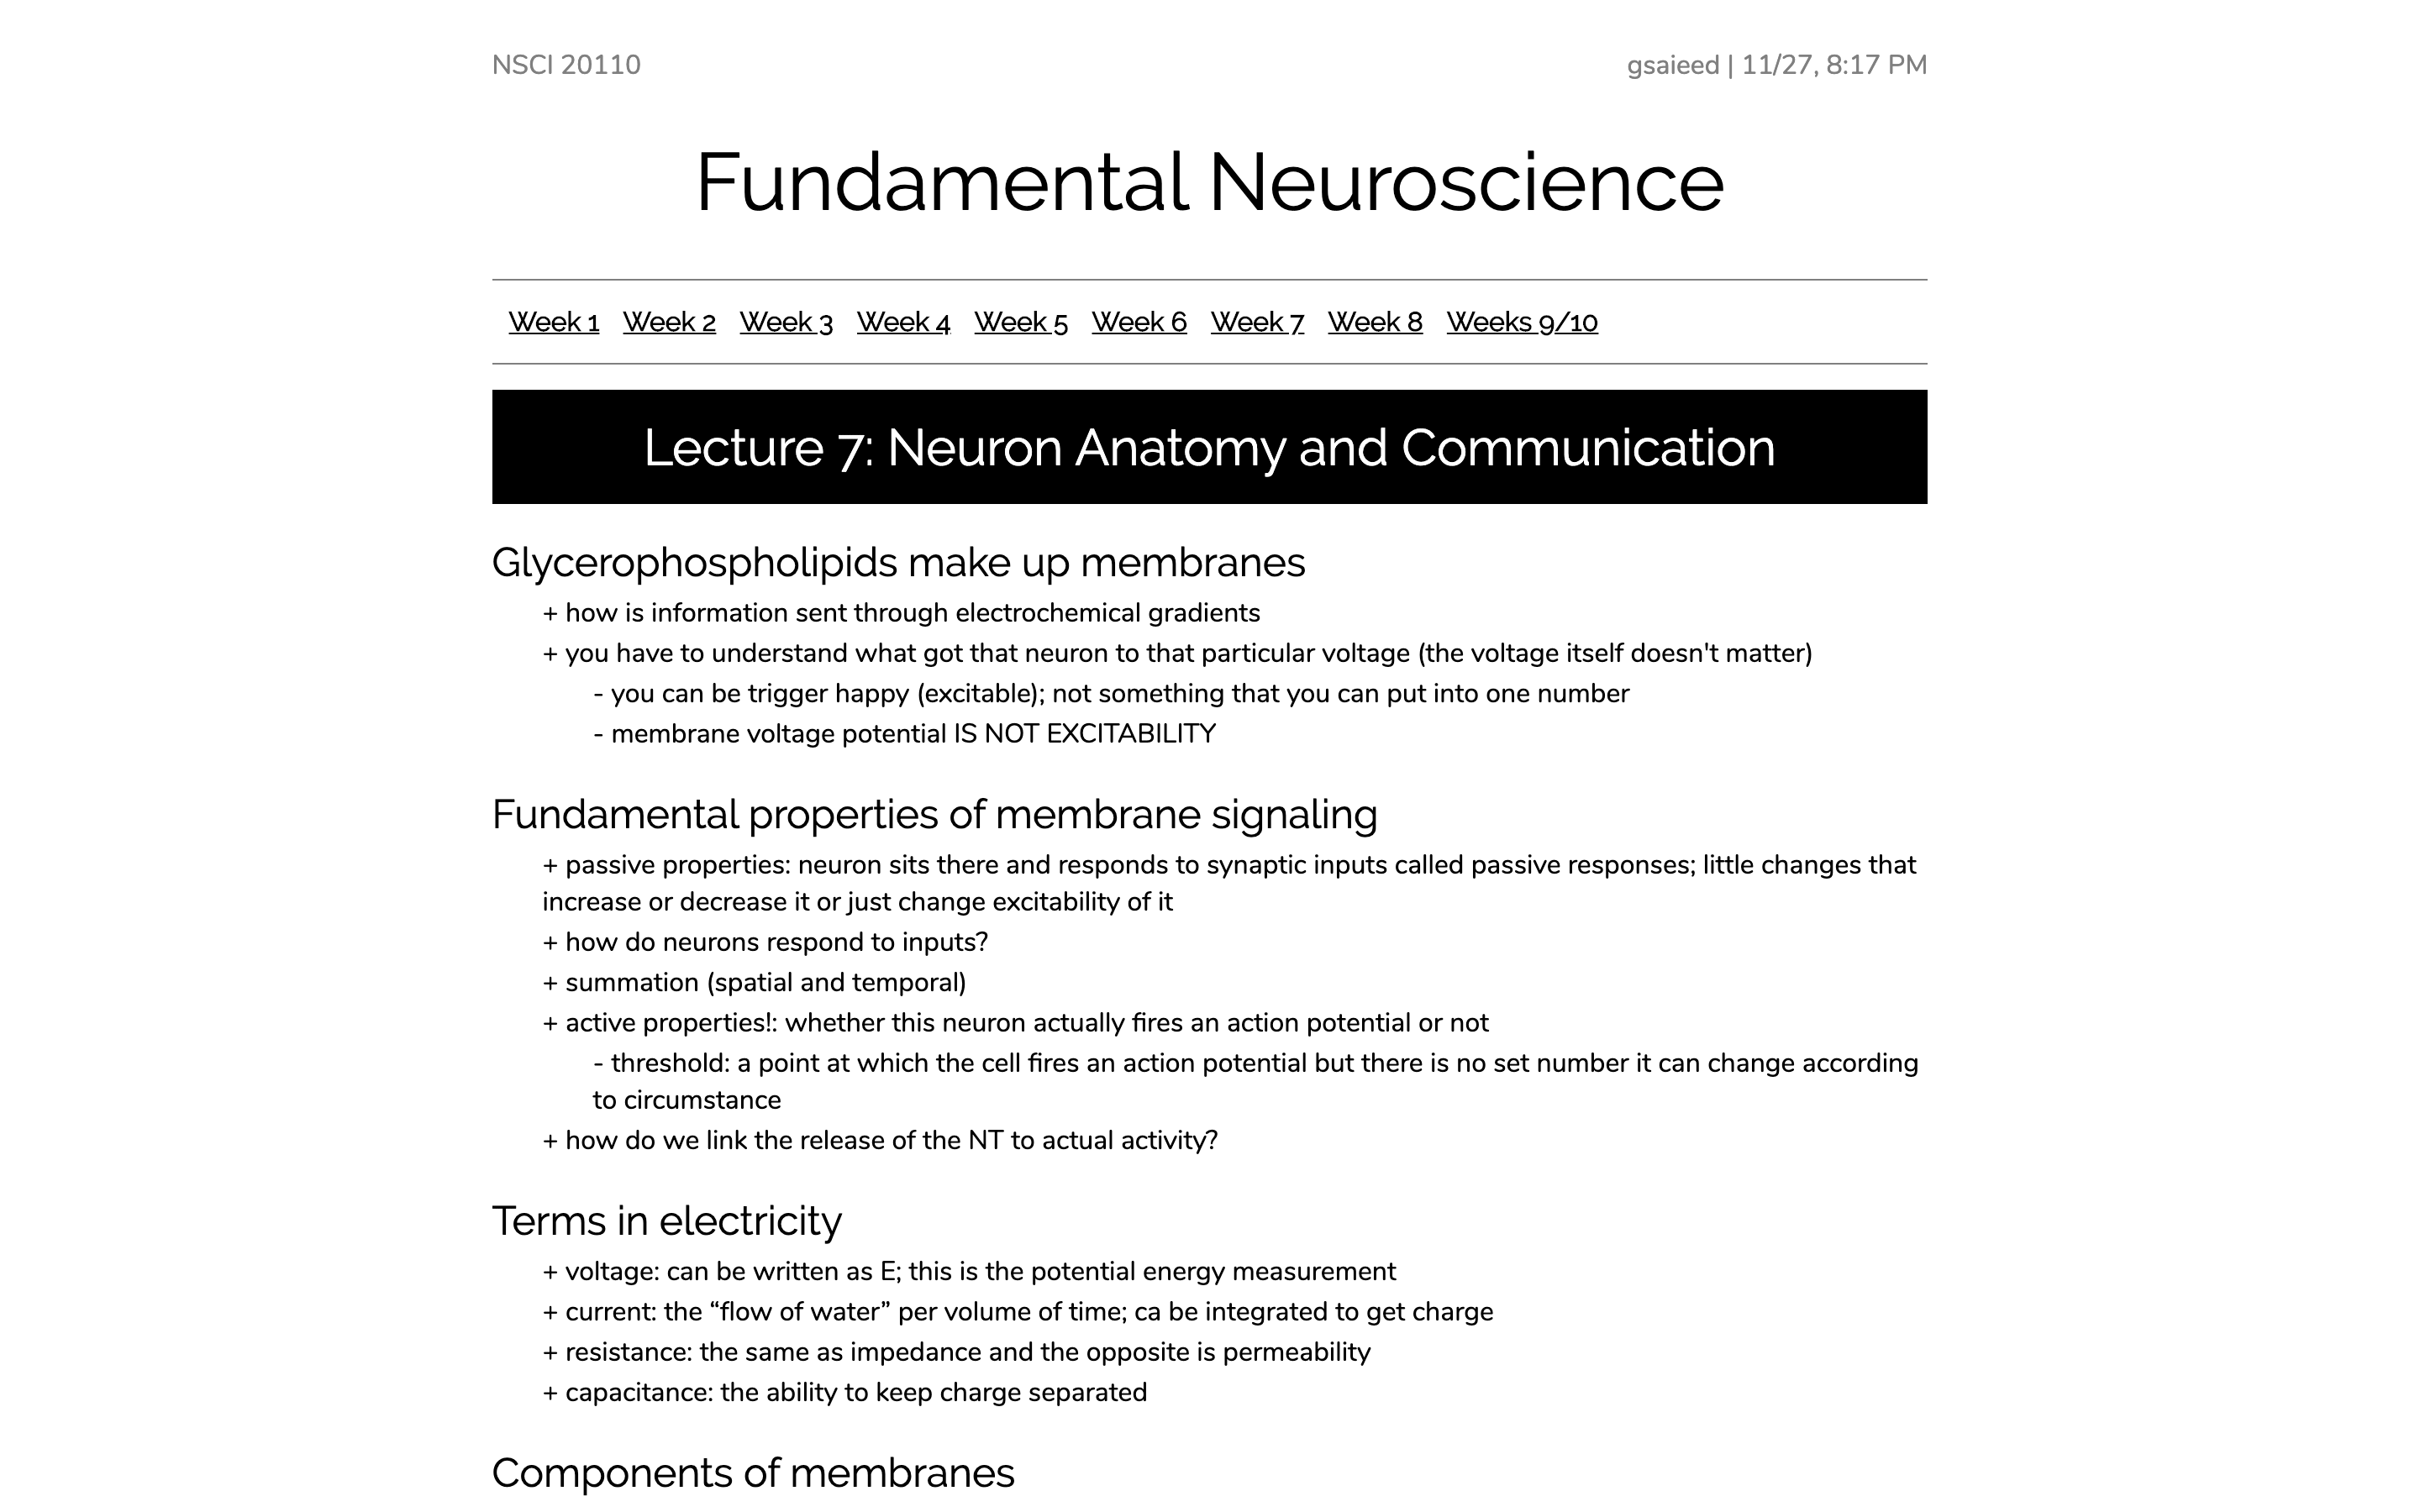 NSCI 20110
gsaieed | 11/27, 8:17 PM
Fundamental Neuroscience
Week 1 Week 2 Week 3 Week 4 Week 5 Week 6 Week 7 Week 8 Weeks 9/10
Lecture 7: Neuron Anatomy and Communication
Glycerophospholipids make up membranes
+ how is information sent through electrochemical gradients
+ you have to understand what got that neuron to that particular voltage (the voltage itself doesn't matter)
- you can be trigger happy (excitable); not something that you can put into one number
- membrane voltage potential IS NOT EXCITABILITY
Fundamental properties of membrane signaling
+ passive properties: neuron sits there and responds to synaptic inputs called passive responses; little changes that
increase or decrease it or just change excitability of it
+ how do neurons respond to inputs?
+ summation (spatial and temporal)
+ active properties!: whether this neuron actually fires an action potential or not
- threshold: a point at which the cell fires an action potential but there is no set number it can change according
to circumstance
+ how do we link the release of the NT to actual activity?
Terms in electricity
+ voltage: can be written as E; this is the potential energy measurement
+ current: the “flow of water” per volume of time; ca be integrated to get charge
+ resistance: the same as impedance and the opposite is permeability
+ capacitance: the ability to keep charge separated
Components of membranes